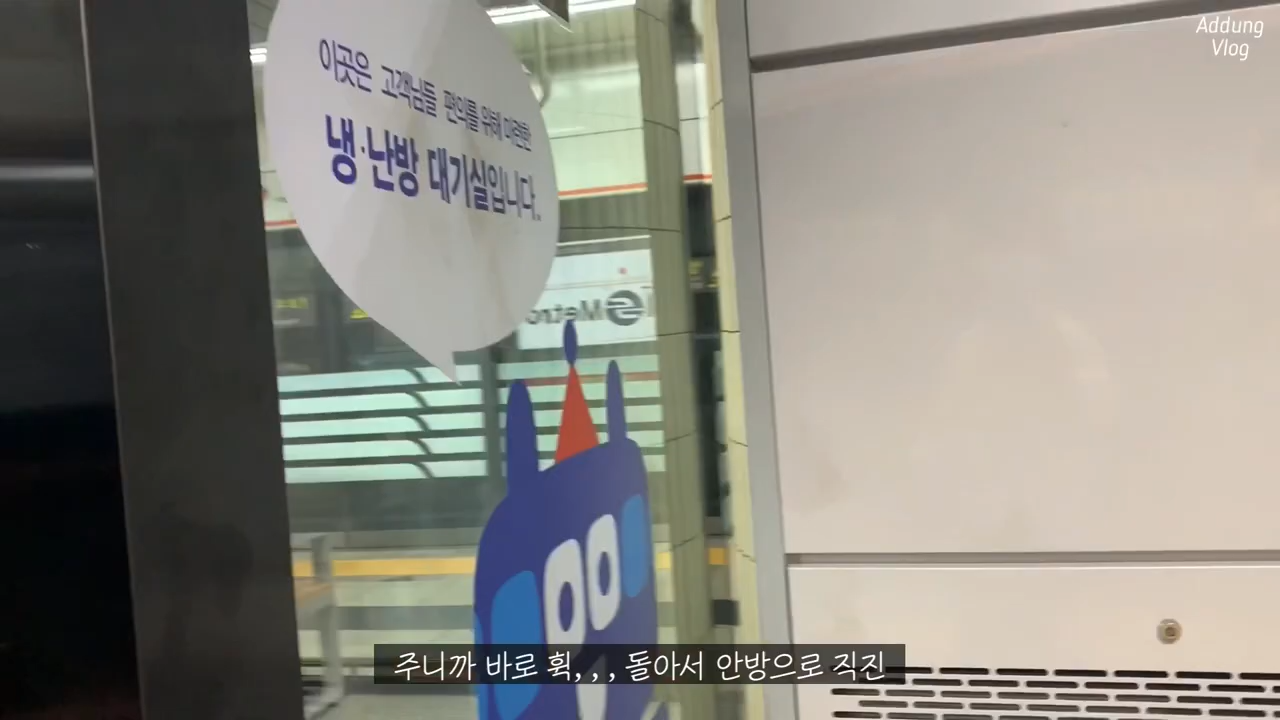 Addung
Vlog
이곳은 고객님들 편의를 위해 마련한
냉·난방 대기실입니다.
Metro
주니까 바로 휙, , , 돌아서 안방으로 직진